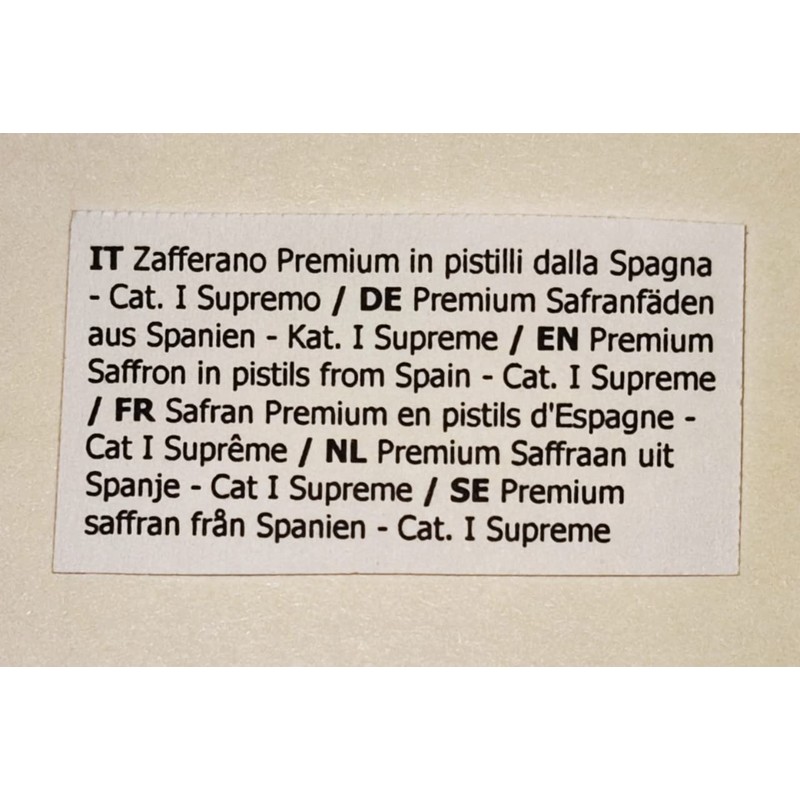 IT Zafferano Premium in pistilli dalla Spagna
- Cat. I Supremo / DE Premium Safranfäden
aus Spanien - Kat. I Supreme / EN Premium
Saffron in pistils from Spain - Cat. I Supreme
/ FR Safran Premium en pistils d'Espagne -
Cat I Suprême / NL Premium Saffraan uit
Spanje - Cat I Supreme / SE Premium
saffran från Spanien - Cat. I Supreme